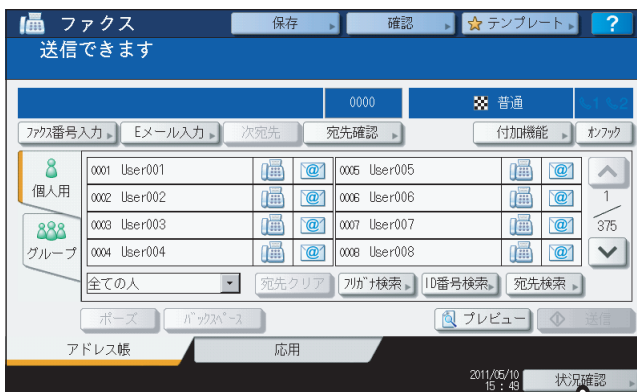 ファクス 保存 確認 テンプレート ?
送信できます
0000 普通 1 2
ﾌｧｸｽ番号入力 Eメール入力 次宛先 宛先確認 付加機能 ｵﾝﾌｯｸ
個人用
グループ
0001 User001 0005 User005
0002 User002 0006 User006
0003 User003 0007 User007
0004 User004 0008 User008
1
375
全ての人 宛先クリア ﾌﾘｶﾞﾅ検索 ID番号検索 宛先検索
ポーズ ﾊﾞｯｸｽﾍﾟｰｽ プレビュー 送信
アドレス帳 応用
2011/05/10
15 : 49
状況確認